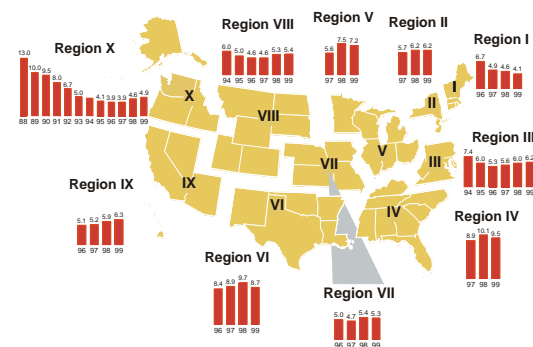 Region X
13.0 10.0 9.5 8.0 6.7 5.0 4.1 3.9 3.9 4.6 4.9
88 89 90 91 92 93 94 95 96 97 98 99
Region VIII
6.0 5.0 4.6 4.6 5.3 5.4
94 95 96 97 98 99
Region V
5.6 7.5 7.2
97 98 99
Region II
5.7 6.2 6.2
97 98 99
Region I
6.7 4.9 4.6 4.1
96 97 98 99
X
VIII
II
I
V
VII
III
IX
VI
IV
Region III
7.4 6.0 5.3 5.6 6.0 6.2
94 95 96 97 98 99
Region IX
5.1 5.2 5.9 6.3
96 97 98 99
Region IV
8.9 10.1 9.5
97 98 99
Region VI
8.4 8.9 9.7 8.7
96 97 98 99
Region VII
5.0 4.7 5.4 5.3
96 97 98 99